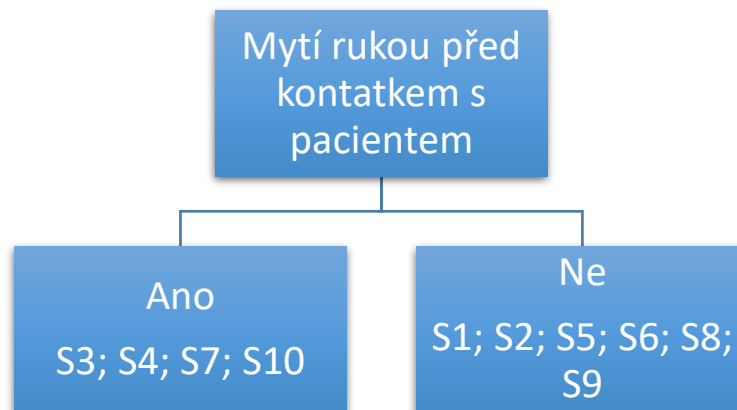 Mytí rukou před
kontatkem s
pacientem
Ano
S3; S4; S7; S10
Ne
S1; S2; S5; S6; S8;
S9